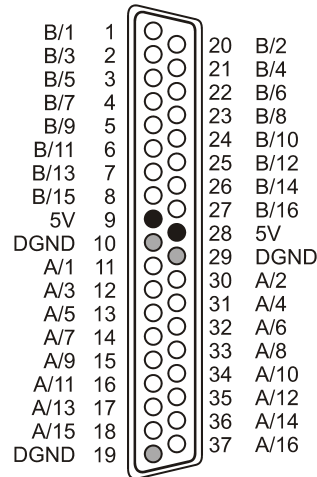 B/1 1
B/3 2
B/5 3
B/7 4
B/9 5
B/11 6
B/13 7
B/15 8
5V 9
DGND 10
A/1 11
A/3 12
A/5 13
A/7 14
A/9 15
A/11 16
A/13 17
A/15 18
DGND 19
20 B/2
21 B/4
22 B/6
23 B/8
24 B/10
25 B/12
26 B/14
27 B/16
28 5V
29 DGND
30 A/2
31 A/4
32 A/6
33 A/8
34 A/10
35 A/12
36 A/14
37 A/16